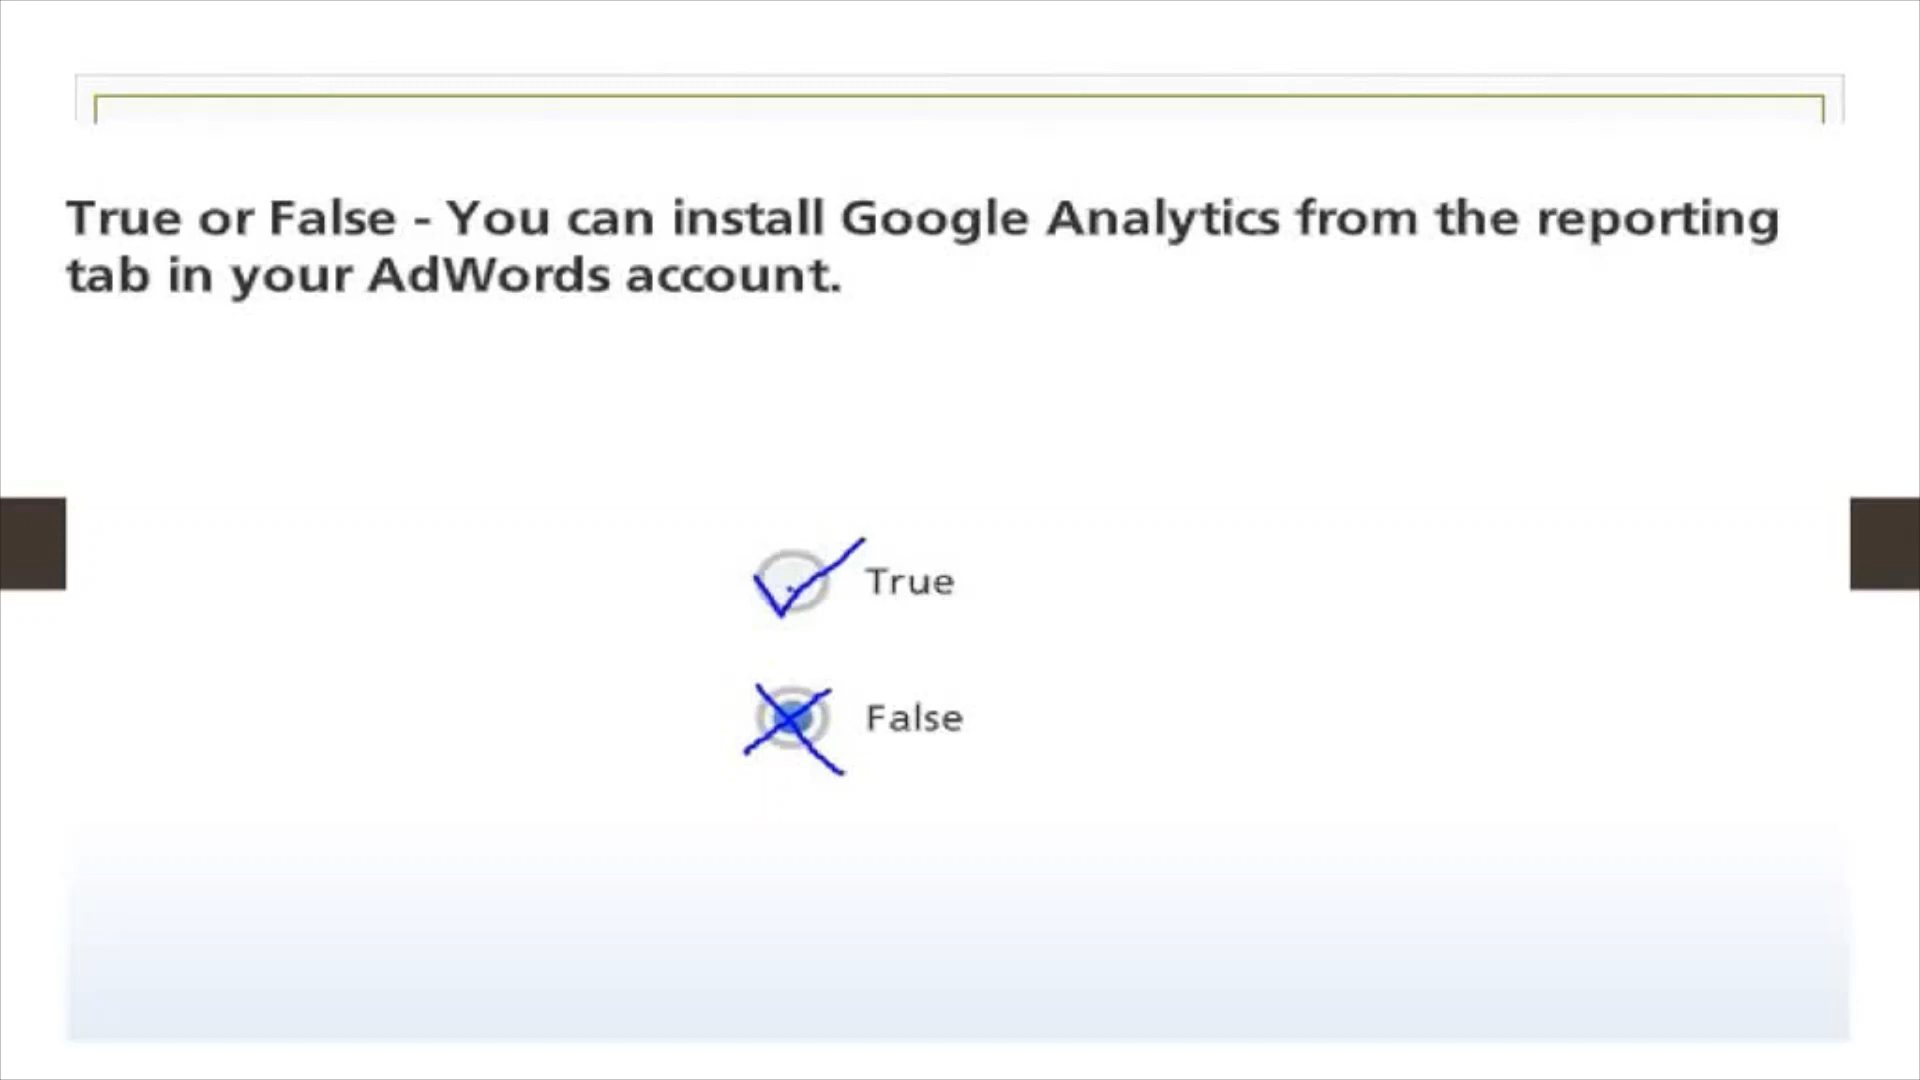 True or False - You can install Google Analytics from the reporting
tab in your AdWords account.
True
False